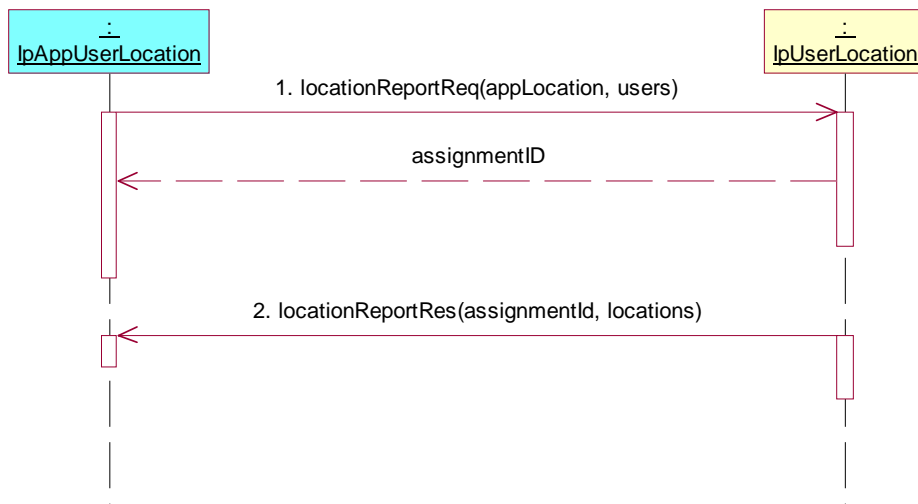 :
IpAppUserLocation
:
IpUserLocation
1. locationReportReq(appLocation, users)
assignmentID
2. locationReportRes(assignmentId, locations)